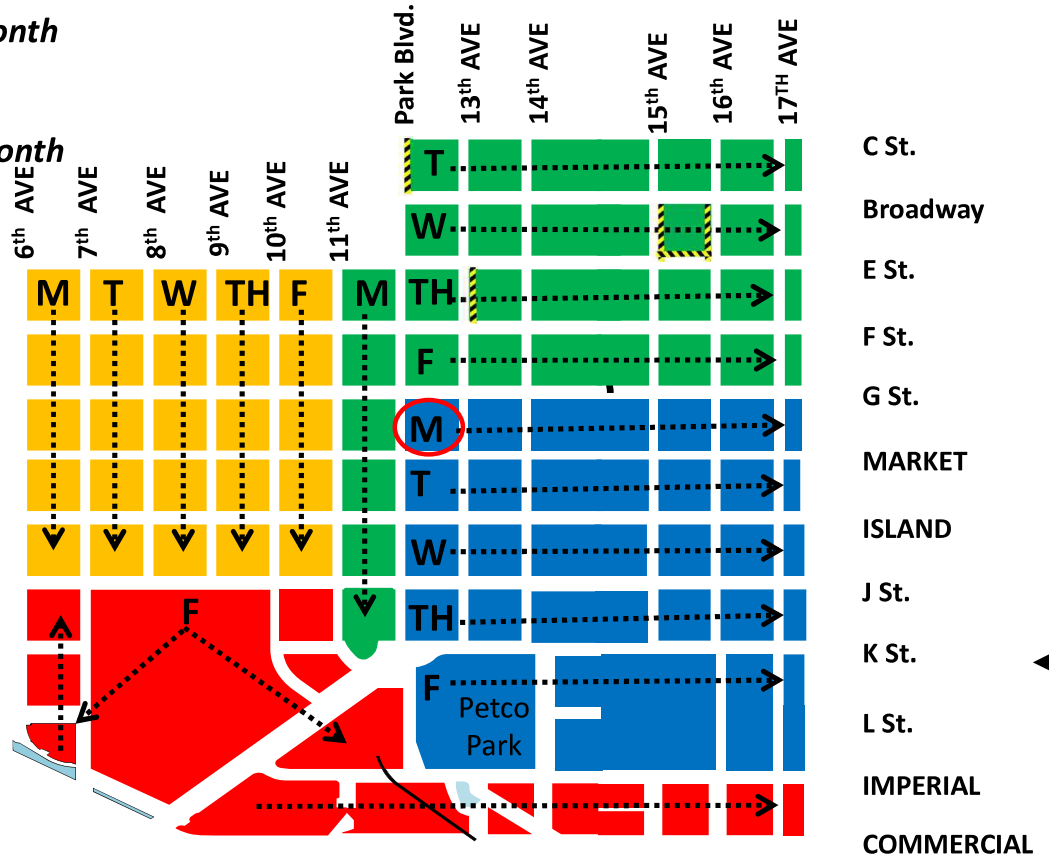 onth
onth
6th AVE
7th AVE
8th AVE
9th AVE
10th AVE
11th AVE
Park Blvd.
13th AVE
14th AVE
15th AVE
16th AVE
17TH AVE
T
C St.
W
Broadway
M T W TH F M TH
E St.
F
F St.
M
G St.
T
MARKET
W
ISLAND
F
TH
J St.
F
K St.
Petco
Park
L St.
IMPERIAL
COMMERCIAL